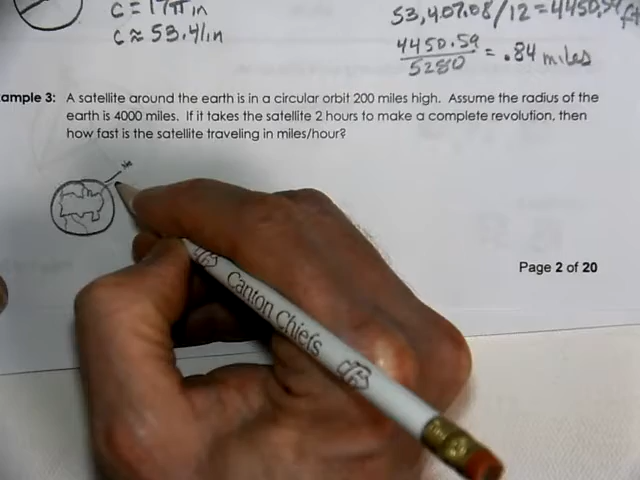 C = 17π in
C ≈ 53.41in
53,407.08/12 = 4450.59 ft
4450.59
5280
= .84 miles
ample 3: A satellite around the earth is in a circular orbit 200 miles high. Assume the radius of the
earth is 4000 miles. If it takes the satellite 2 hours to make a complete revolution, then
how fast is the satellite traveling in miles/hour?
Page 2 of 20
Canton Chiefs